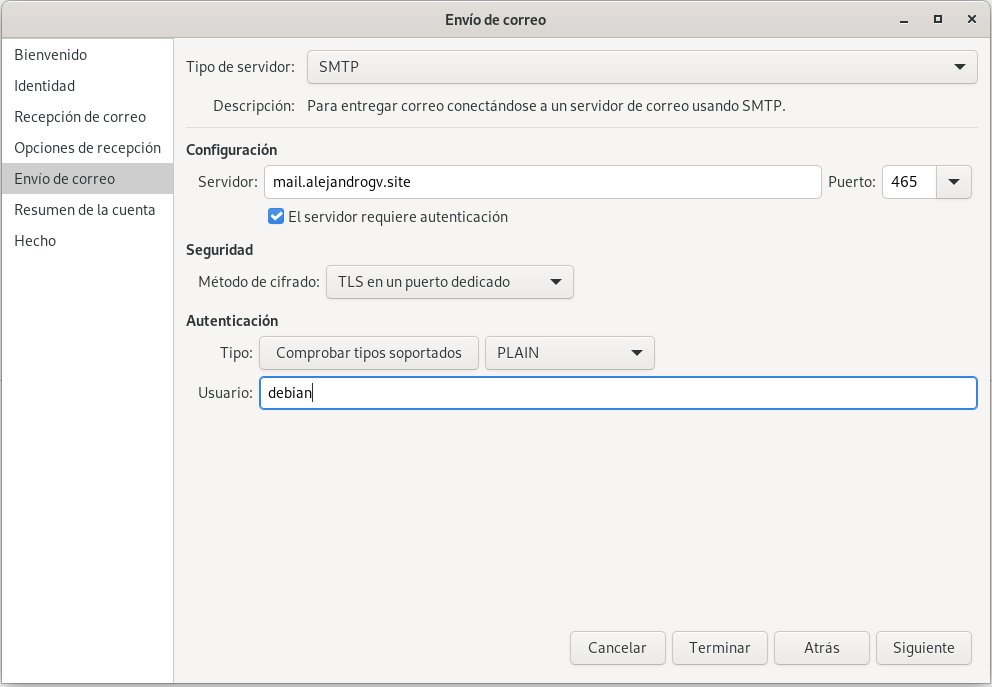 Envío de correo
Bienvenido
Identidad
Recepción de correo
Opciones de recepción
Envío de correo
Resumen de la cuenta
Hecho
Tipo de servidor: SMTP
Descripción: Para entregar correo conectándose a un servidor de correo usando SMTP.
Configuración
Servidor: mail.alejandrogv.site Puerto: 465
El servidor requiere autenticación
Seguridad
Método de cifrado: TLS en un puerto dedicado
Autenticación
Tipo: Comprobar tipos soportados PLAIN
Usuario: debian
Cancelar Terminar Atrás Siguiente